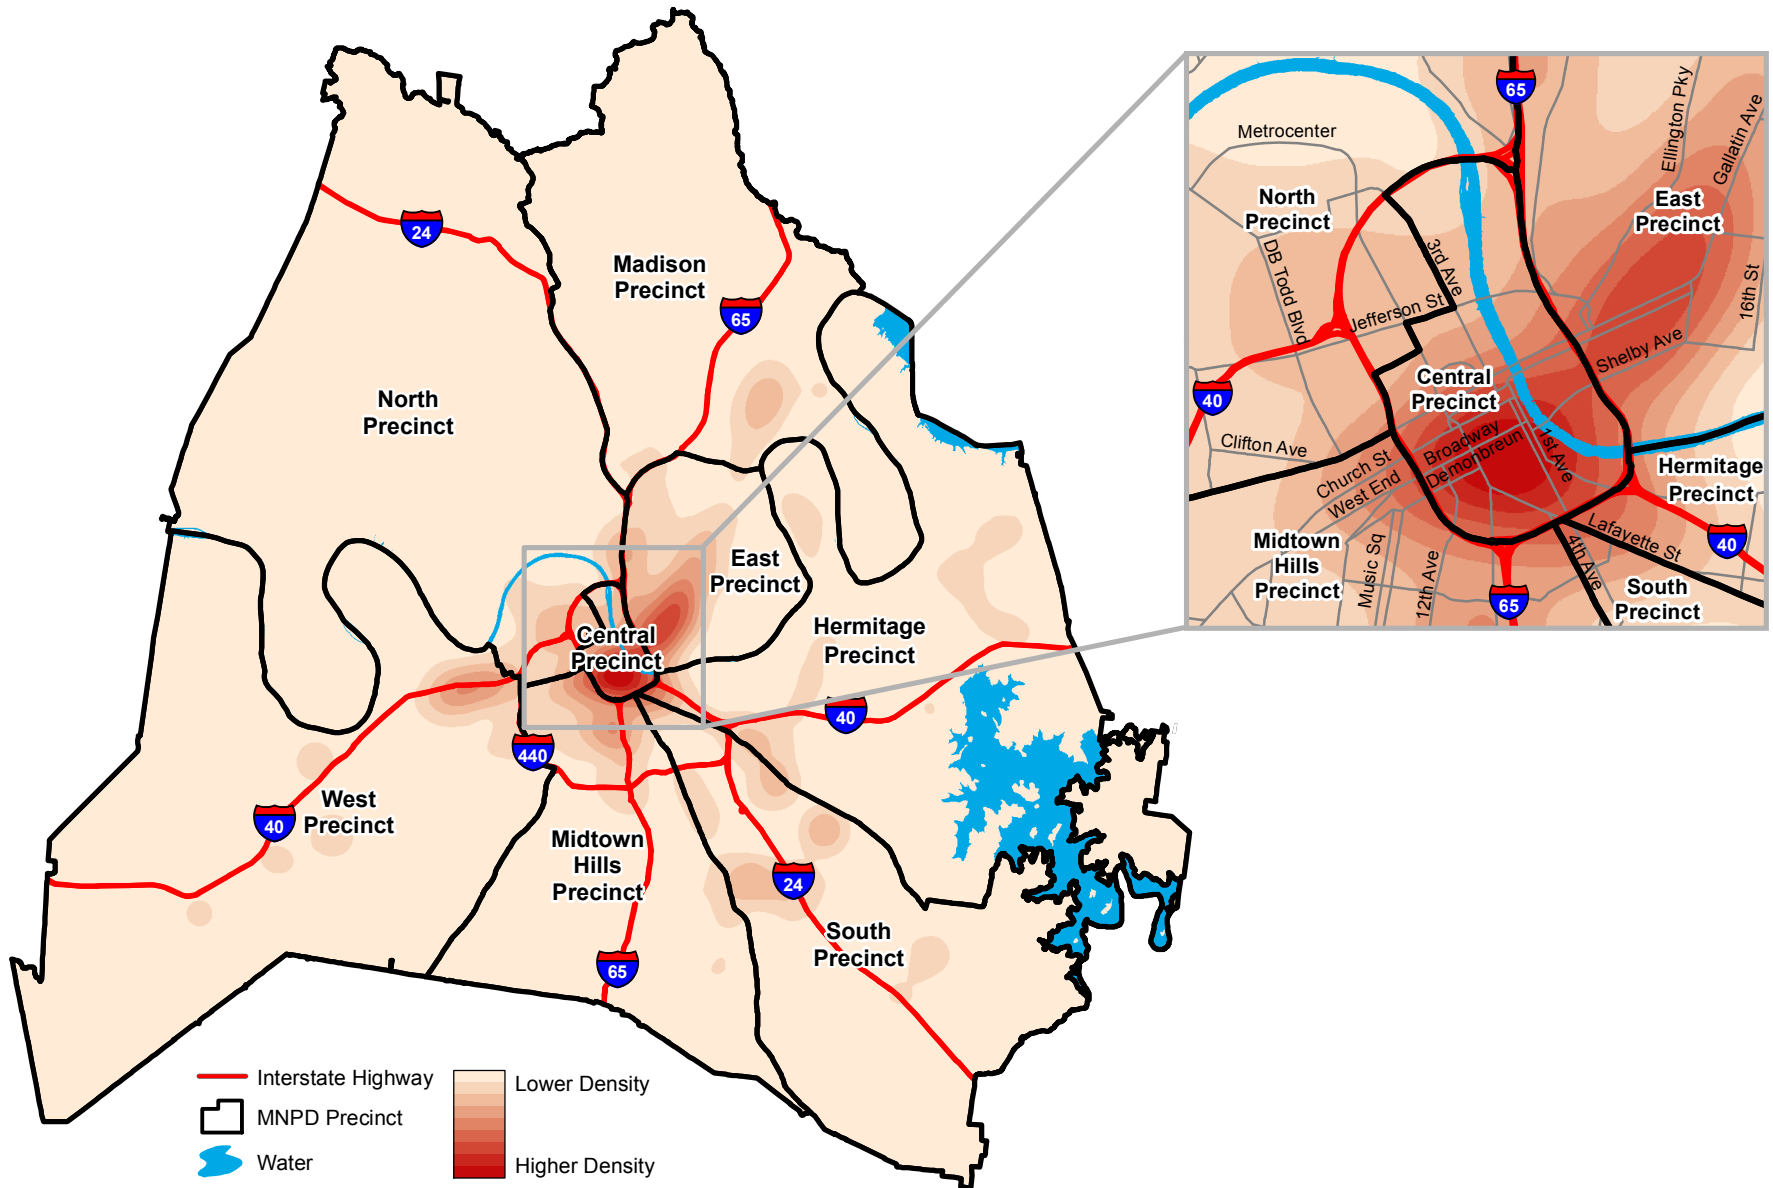 24
Madison
Precinct
65
North
Precinct
East
Precinct
Central
Precinct
Hermitage
Precinct
40
440
West
Precinct
40
Midtown
Hills
Precinct
24
South
Precinct
65
Interstate Highway
MNPD Precinct
Water
Lower Density
Higher Density
65
Ellington Pky
Gallatin Ave
Metrocenter
North
Precinct
East
Precinct
DB Todd Blvd
3rd Ave
16th St
Jefferson St
Shelby Ave
Central
Precinct
40
Clifton Ave
Broadway
Church St
Demonbreun
1st Ave
West End
Hermitage
Precinct
Lafayette St
40
Midtown
Hills
Precinct
Music Sq
12th Ave
4th Ave
65
South
Precinct